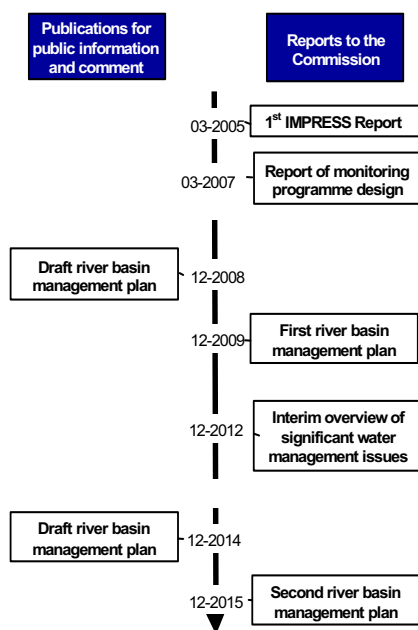 Publications for
public information
and comment
Reports to the
Commission
03-2005
1st IMPRESS Report
03-2007
Report of monitoring
programme design
Draft river basin
management plan
12-2008
12-2009
First river basin
management plan
12-2012
Interim overview of
significant water
management issues
Draft river basin
management plan
12-2014
12-2015
Second river basin
management plan